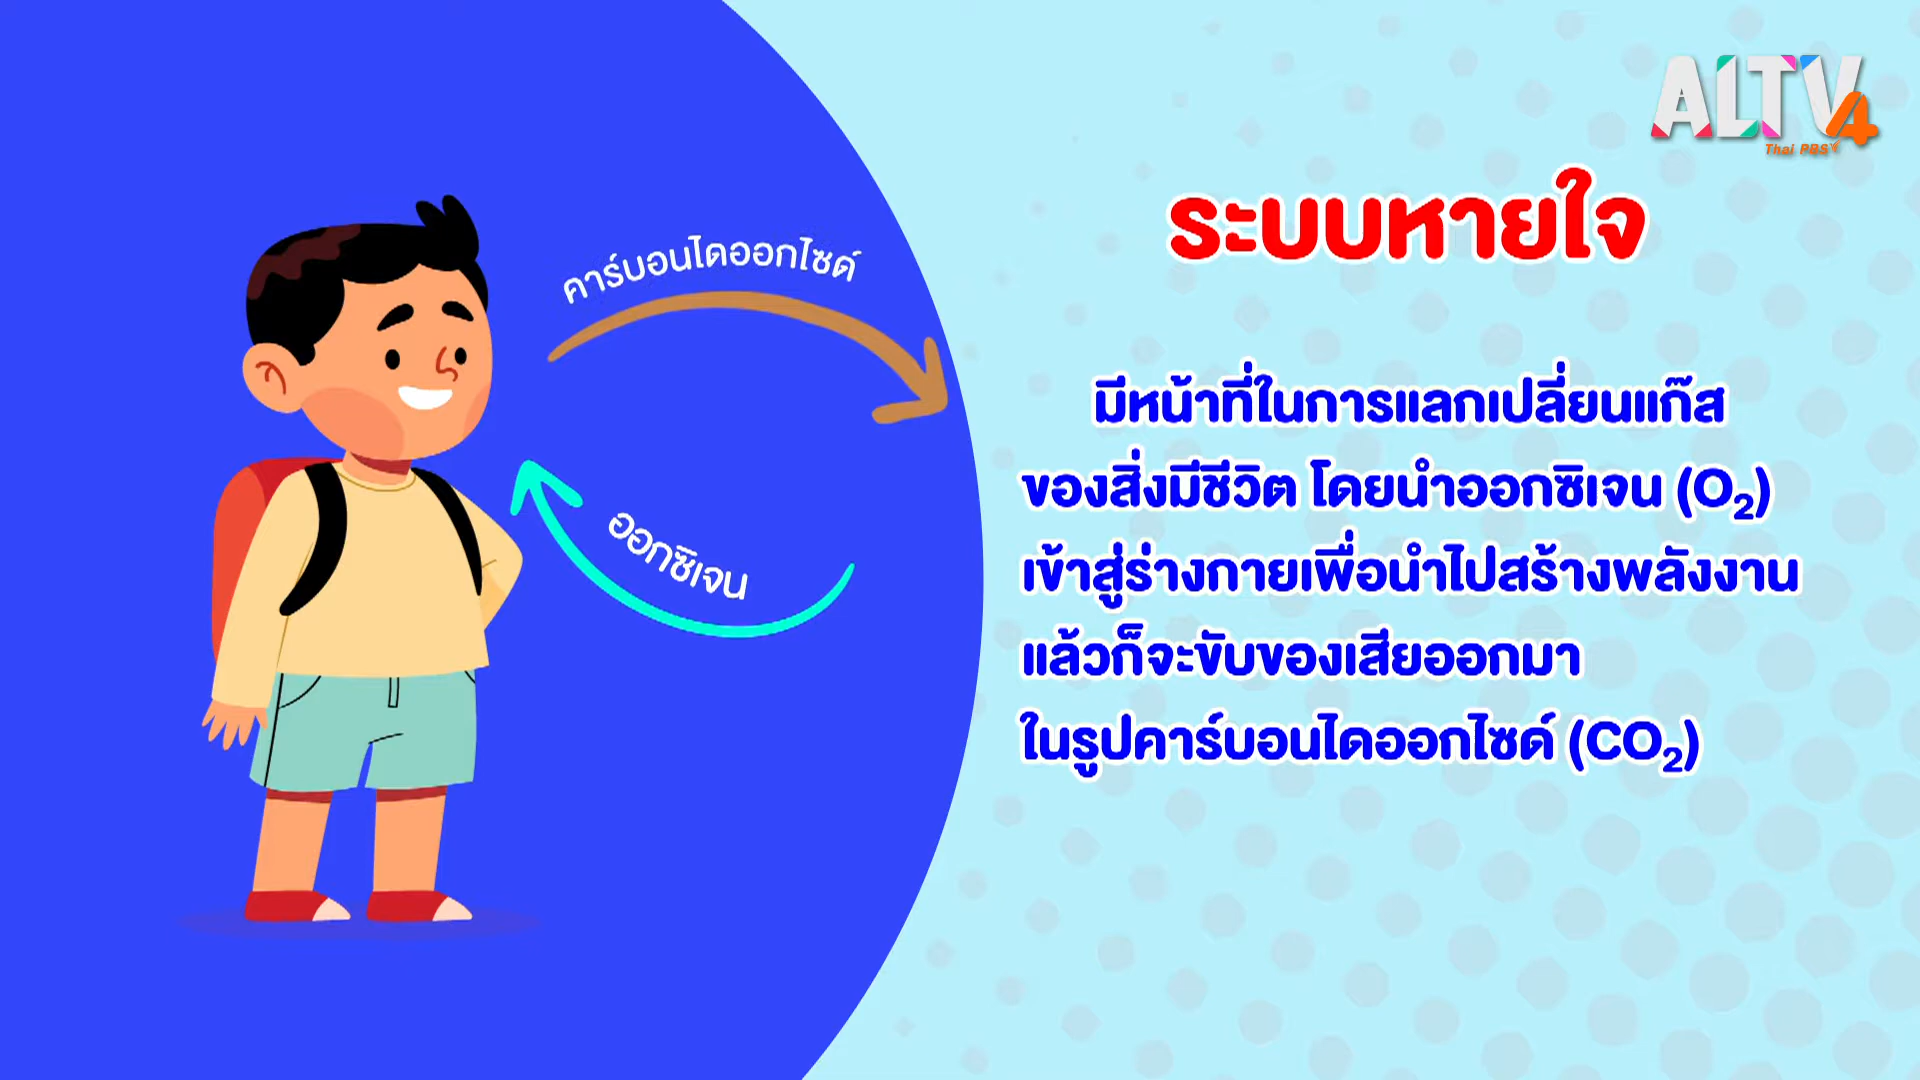 ALTV4
Thai PBS
ระบบหายใจ
คาร์บอนไดออกไซด์
ออกซิเจน
มีหน้าที่ในการแลกเปลี่ยนแก๊ส
ของสิ่งมีชีวิต โดยนำออกซิเจน (O₂)
เข้าสู่ร่างกายเพื่อนำไปสร้างพลังงาน
แล้วก็จะขับของเสียออกมา
ในรูปคาร์บอนไดออกไซด์ (CO₂)